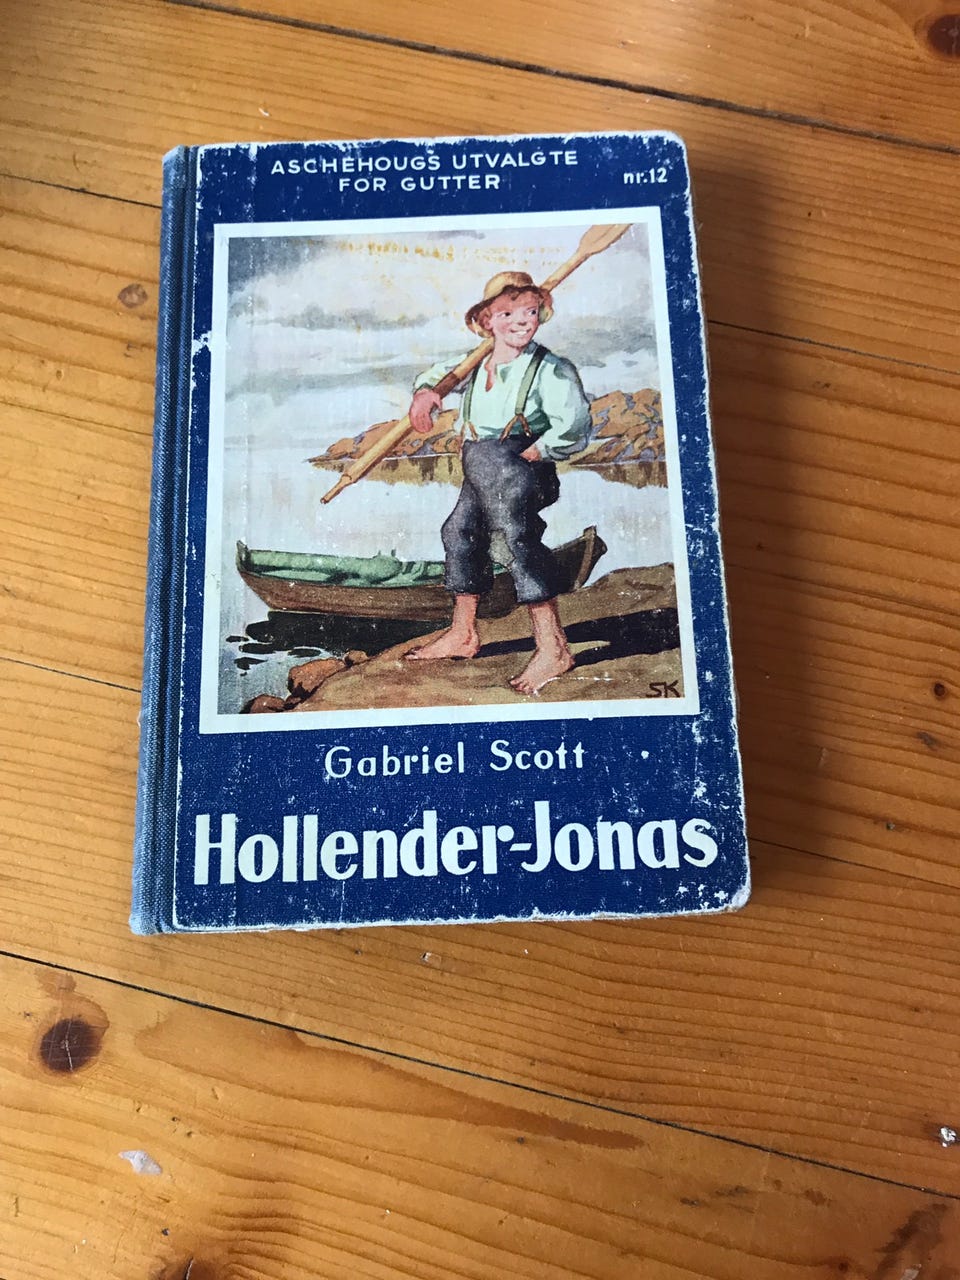 ASCHEHOUGS UTVALGTE
FOR GUTTER
nr.12
SK
Gabriel Scott
Hollender-Jonas